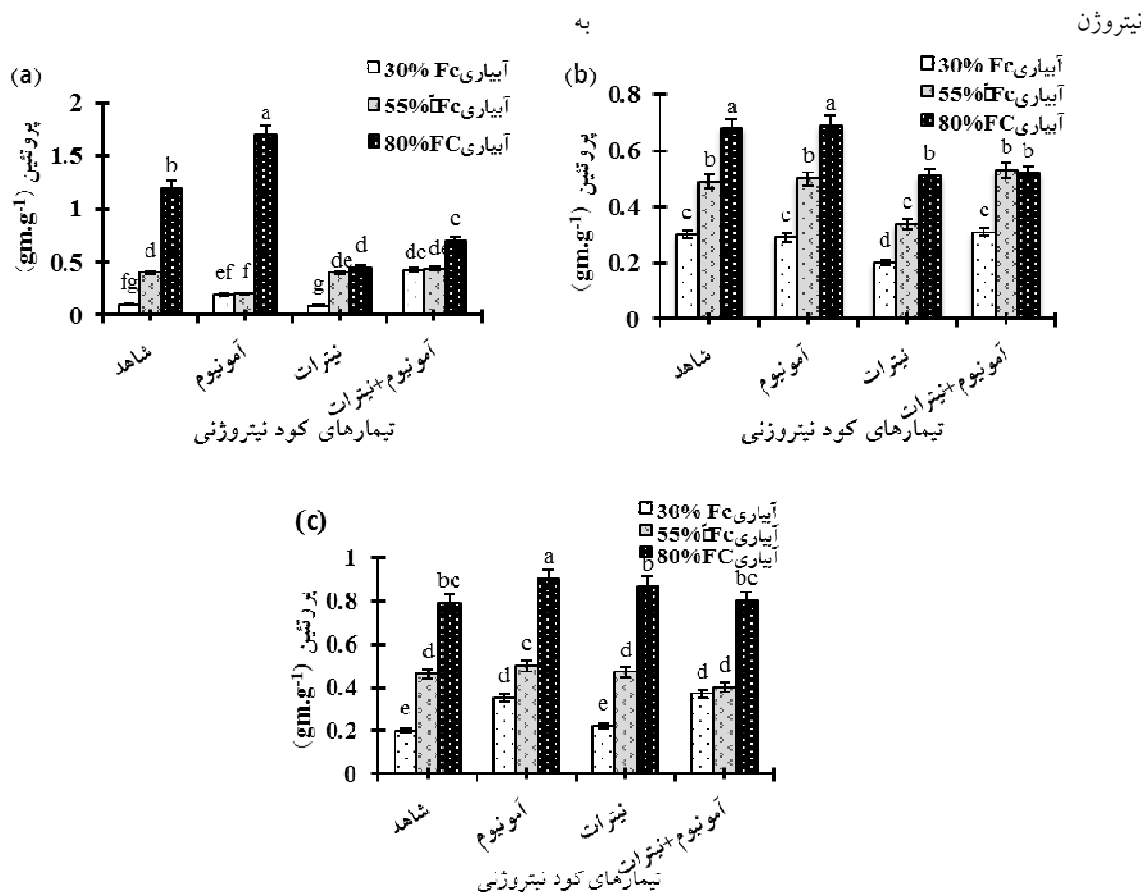 نیتروژن به
(a)
آبیاری 30% Fc
آبیاری 55% Fc
آبیاری 80%FC
پروتئین (gm.g-1)
2
1.5
1
0.5
0
fg d b
ef f a
g de d
de de c
شاهد
آمونیوم
نیترات
آمونیوم+نیترات
تیمارهای کود نیتروژنی
(b)
آبیاری 30% Fc
آبیاری 55% Fc
آبیاری 80%FC
پروتئین (gm.g-1)
0.8
0.6
0.4
0.2
0
c b a
c b a
d c b
c b b
شاهد
آمونیوم
نیترات
آمونیوم+نیترات
تیمارهای کود نیتروژنی
(c)
آبیاری 30% Fc
آبیاری 55% Fc
آبیاری 80%FC
پروتئین (gm.g-1)
1
0.8
0.6
0.4
0.2
0
e d bc
d c a
e d b
d d bc
شاهد
آمونیوم
نیترات
آمونیوم+نیترات
تیمارهای کود نیتروژنی